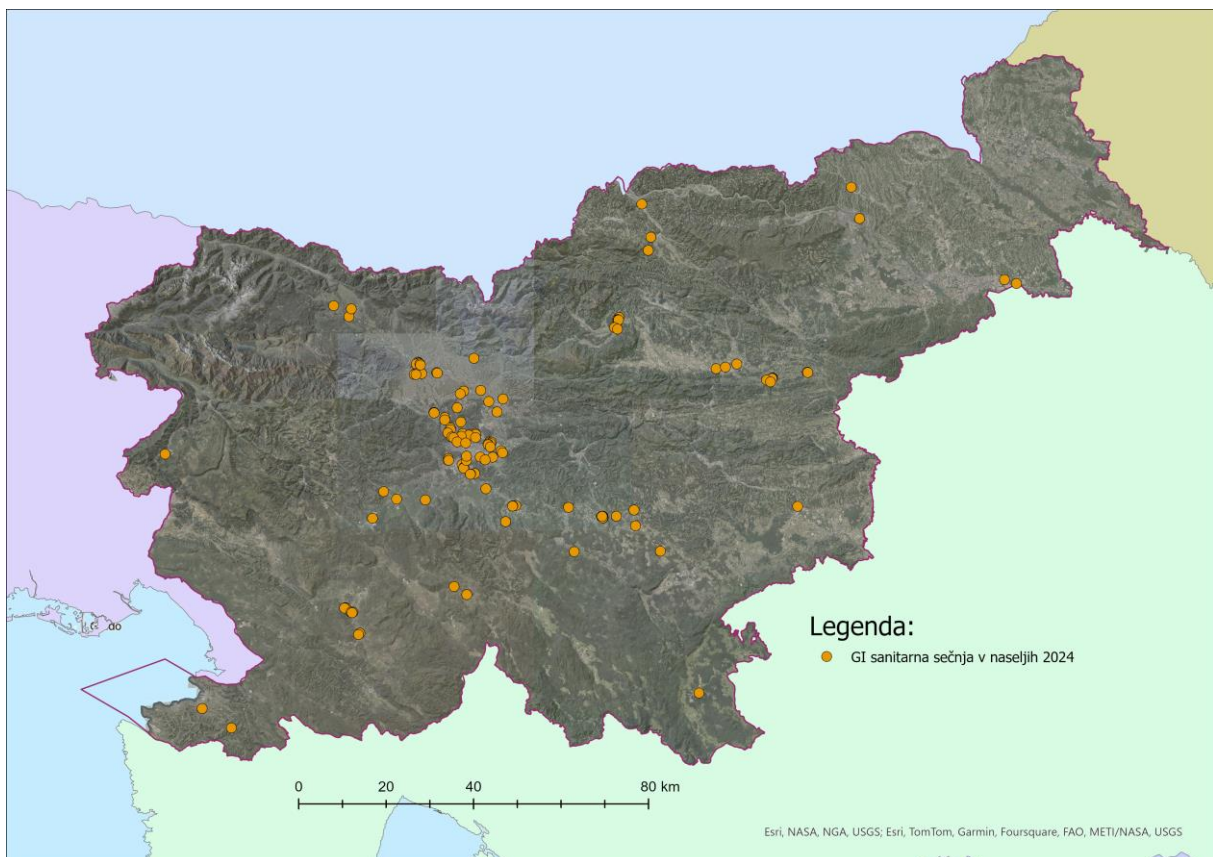 Legenda:
GI sanitarna sečnja v naseljih 2024
0 20 40 80 km
Esri, NASA, NGA, USGS; Esri, TomTom, Garmin, Foursquare, FAO, METI/NASA, USGS